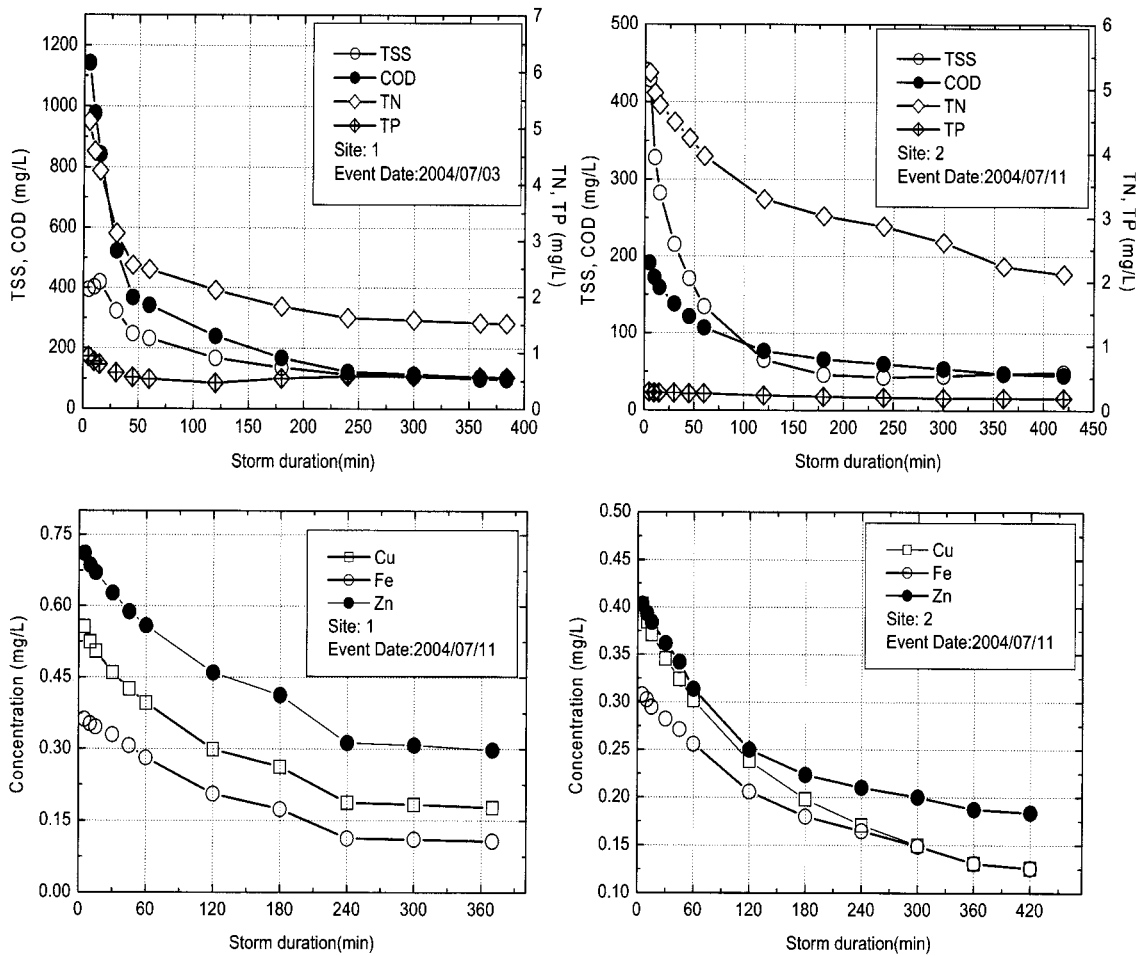 TSS
COD
TN
TP
Site: 1
Event Date:2004/07/03
TSS, COD (mg/L)
TN, TP (mg/L)
0 200 400 600 800 1000 1200
0 1 2 3 4 5 6 7
0 50 100 150 200 250 300 350 400
Storm duration(min)
TSS
COD
TN
TP
Site: 2
Event Date:2004/07/11
TSS, COD (mg/L)
TN, TP (mg/L)
0 50 100 200 300 400 500
0 1 2 3 4 5 6
0 50 100 150 200 250 300 350 400 450
Storm duration(min)
Cu
Fe
Zn
Site: 1
Event Date:2004/07/11
Concentration (mg/L)
0.00 0.15 0.30 0.45 0.60 0.75
0 60 120 180 240 300 360
Storm duration(min)
Cu
Fe
Zn
Site: 2
Event Date:2004/07/11
Concentration (mg/L)
0.10 0.15 0.20 0.25 0.30 0.35 0.40 0.45 0.50
0 60 120 180 240 300 360 420
Storm duration(min)